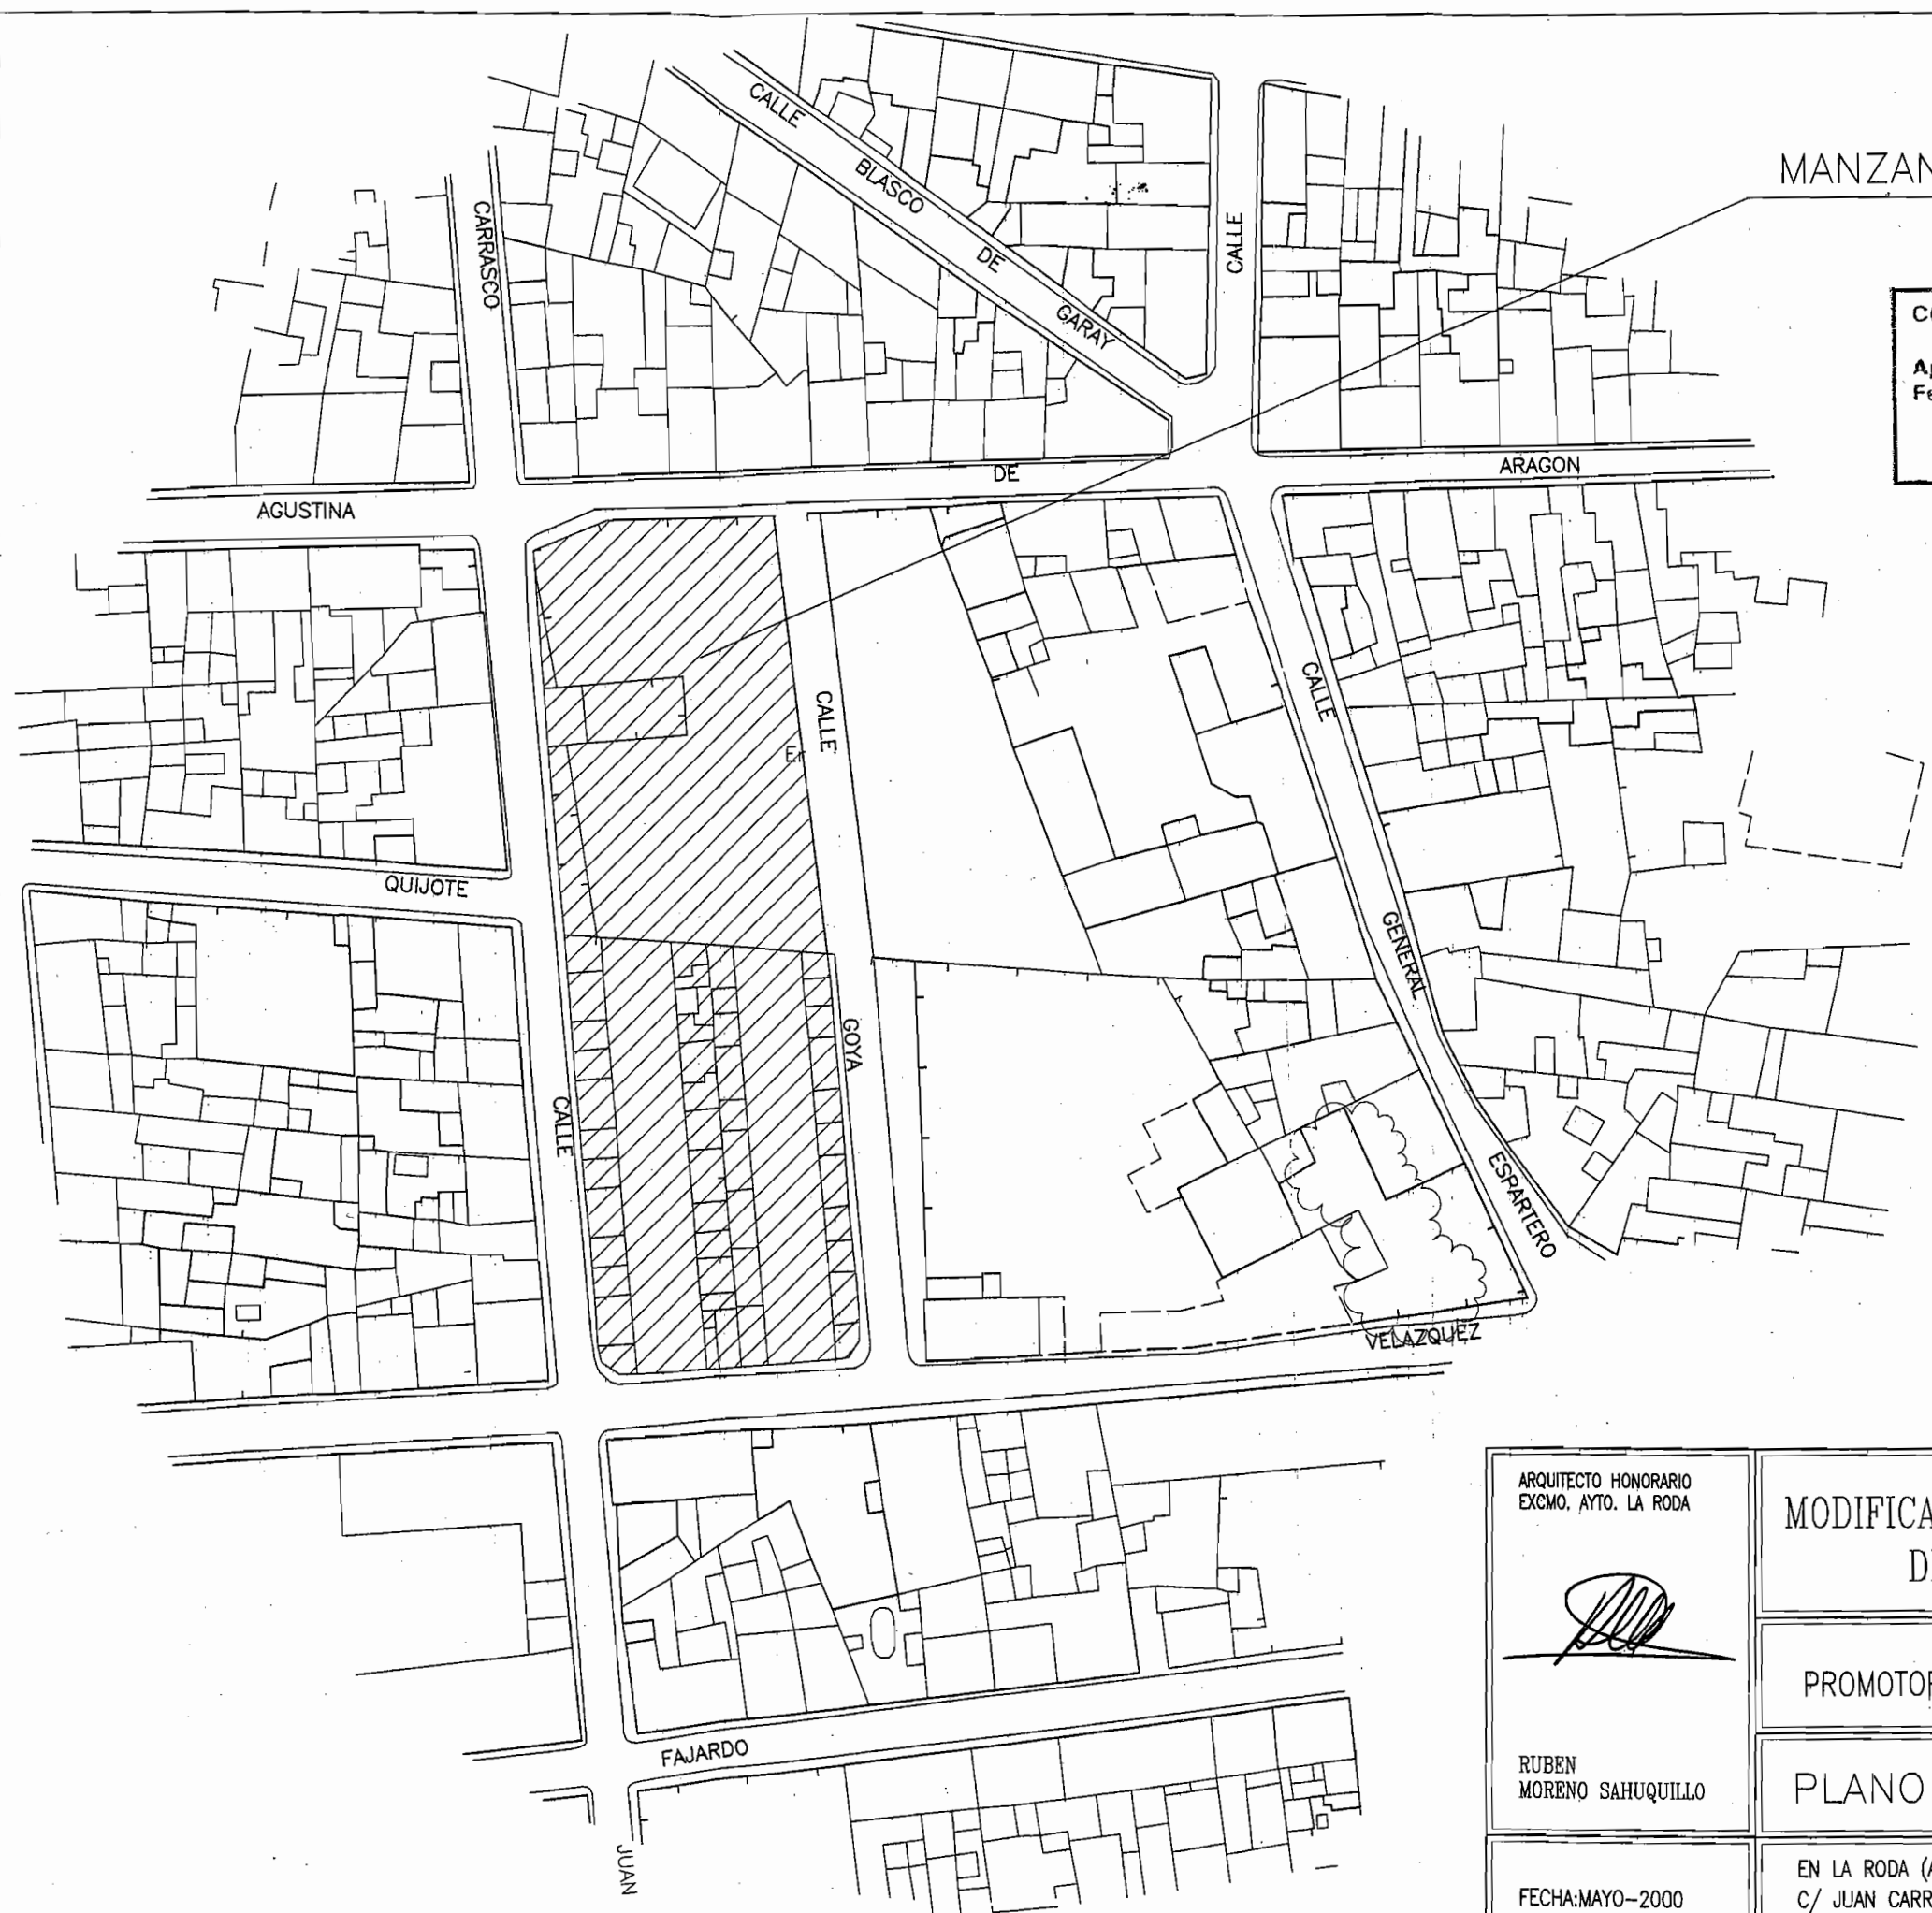 CALLE
BLASCO
DE
GARAY
CARRASCO
CALLE
MANZAN
AGUSTINA
DE
ARAGON
CALLE
CALLE
QUIJOTE
GENERAL
GOYA
CALLE
ESPARTERO
VELAZQUEZ
FAJARDO
JUAN
ARQUITECTO HONORARIO
EXCMO. AYTO. LA RODA
RUBEN
MORENO SAHUQUILLO
FECHA:MAYO-2000
MODIFICA
D
PROMOTOR
PLANO
EN LA RODA (A
C/ JUAN CARR